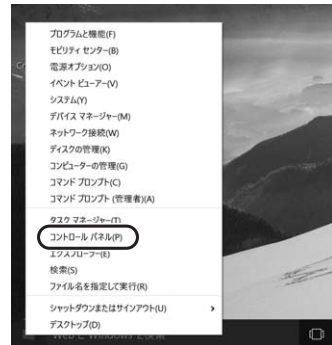 プログラムと機能(F)
モビリティ センター(B)
電源オプション(O)
イベント ビューアー(V)
システム(Y)
デバイス マネージャー(M)
ネットワーク接続(W)
ディスクの管理(K)
コンピューターの管理(G)
コマンド プロンプト(C)
コマンド プロンプト (管理者)(A)
タスク マネージャー(T)
コントロール パネル(P)
エクスプローラー(E)
検索(S)
ファイル名を指定して実行(R)
シャットダウンまたはサインアウト(U)
デスクトップ(D)
Web と Windows を検索